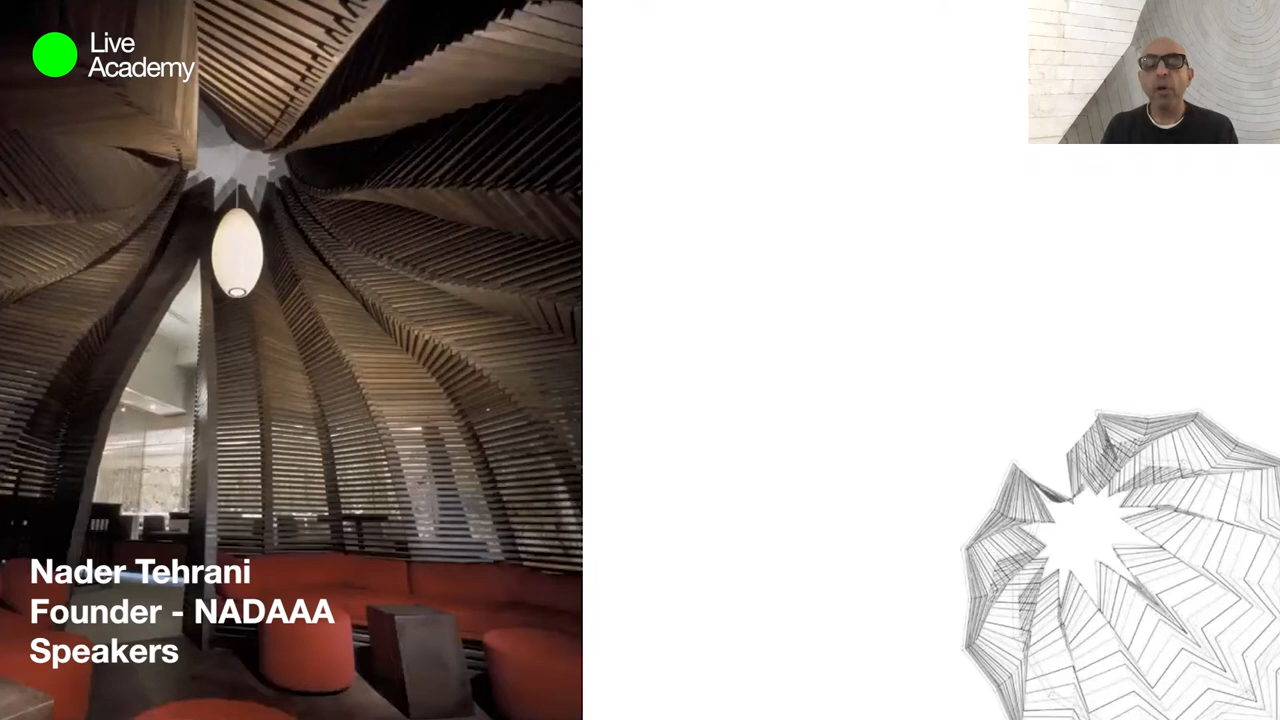 Live
Academy
Nader Tehrani
Founder - NADAAA
Speakers